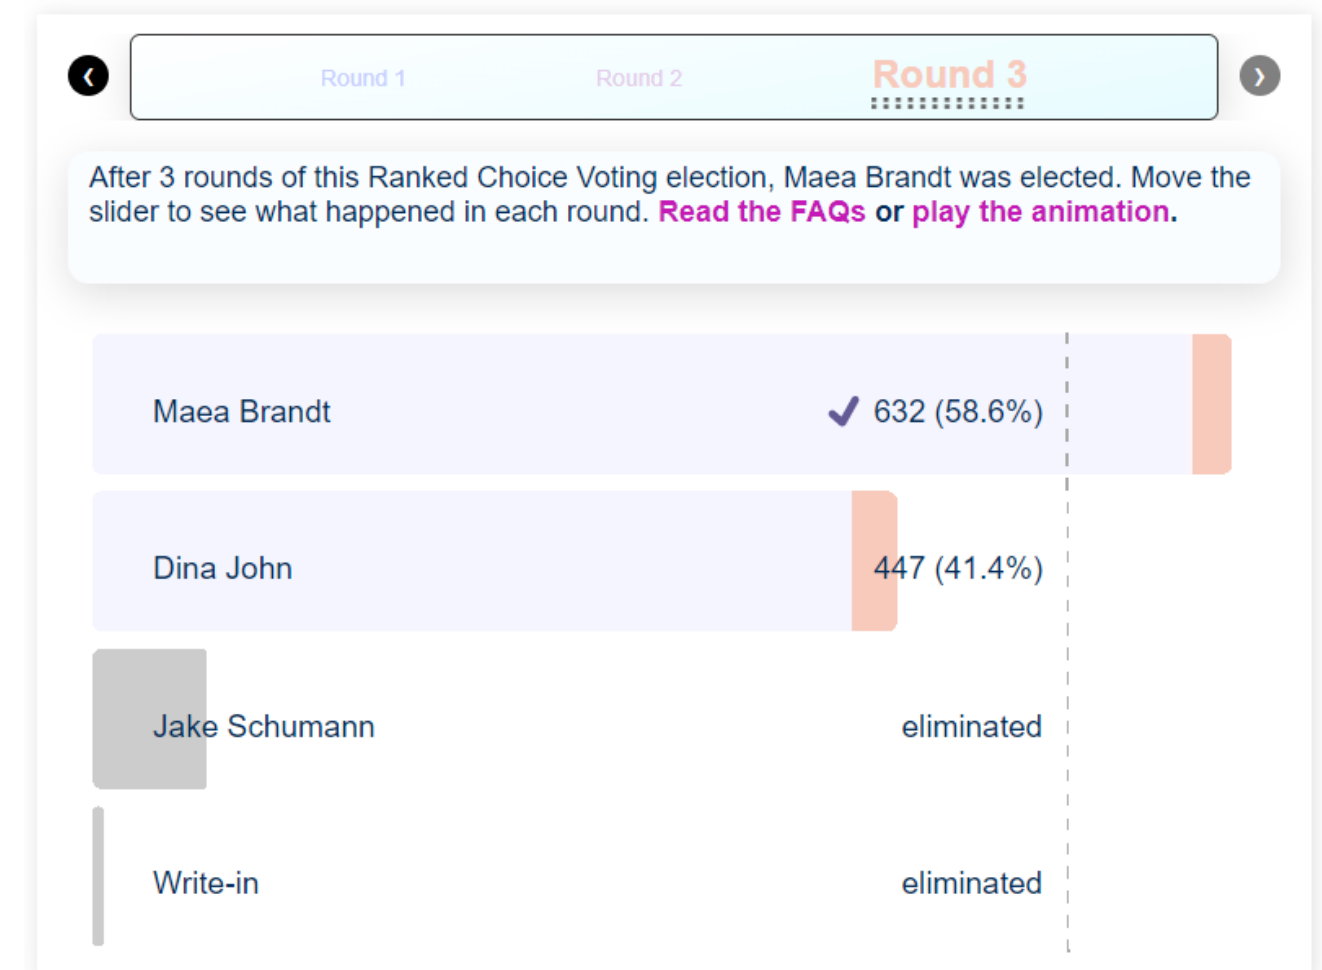 Round 1 Round 2 Round 3
After 3 rounds of this Ranked Choice Voting election, Maea Brandt was elected. Move the
slider to see what happened in each round. Read the FAQs or play the animation.
Maea Brandt 632 (58.6%)
Dina John 447 (41.4%)
Jake Schumann eliminated
Write-in eliminated